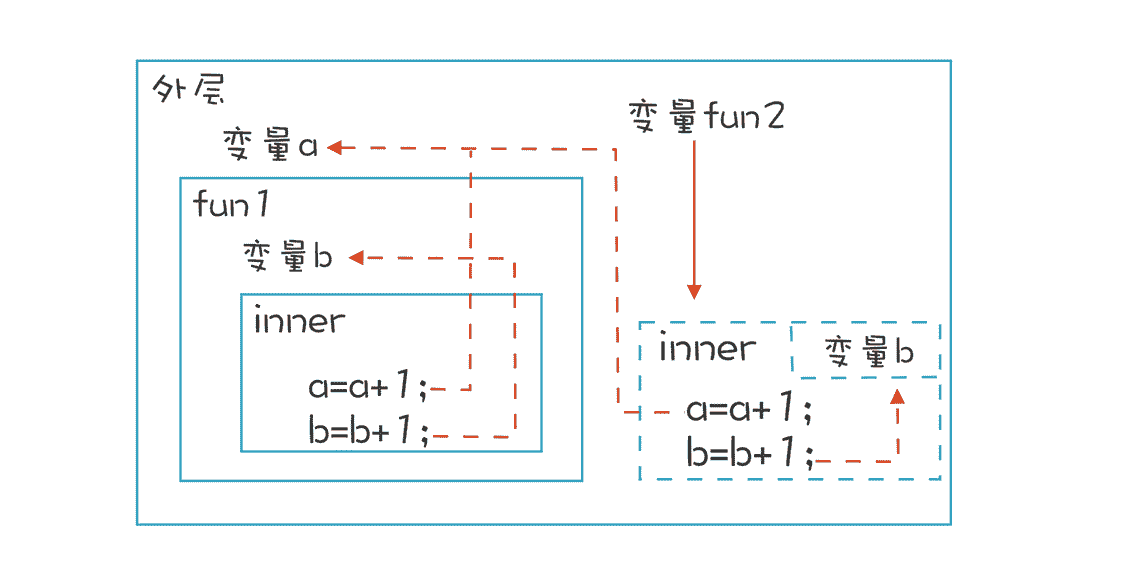 外层
变量a
变量fun2
fun1
变量b
inner
a=a+1;
b=b+1;
inner
变量b
a=a+1;
b=b+1;